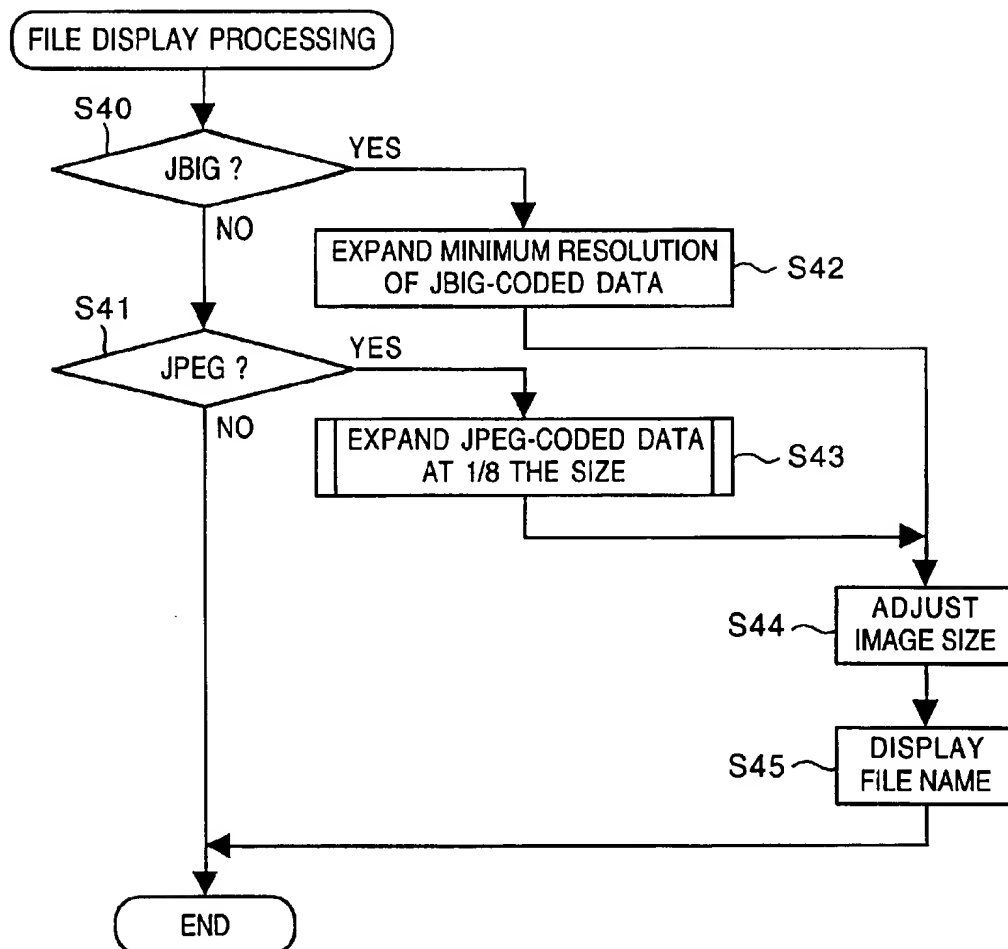 FILE DISPLAY PROCESSING
S40
JBIG ?
YES
NO
EXPAND MINIMUM RESOLUTION
OF JBIG-CODED DATA
S42
S41
JPEG ?
YES
NO
EXPAND JPEG-CODED DATA
AT 1/8 THE SIZE
S43
S44
ADJUST
IMAGE SIZE
S45
DISPLAY
FILE NAME
END